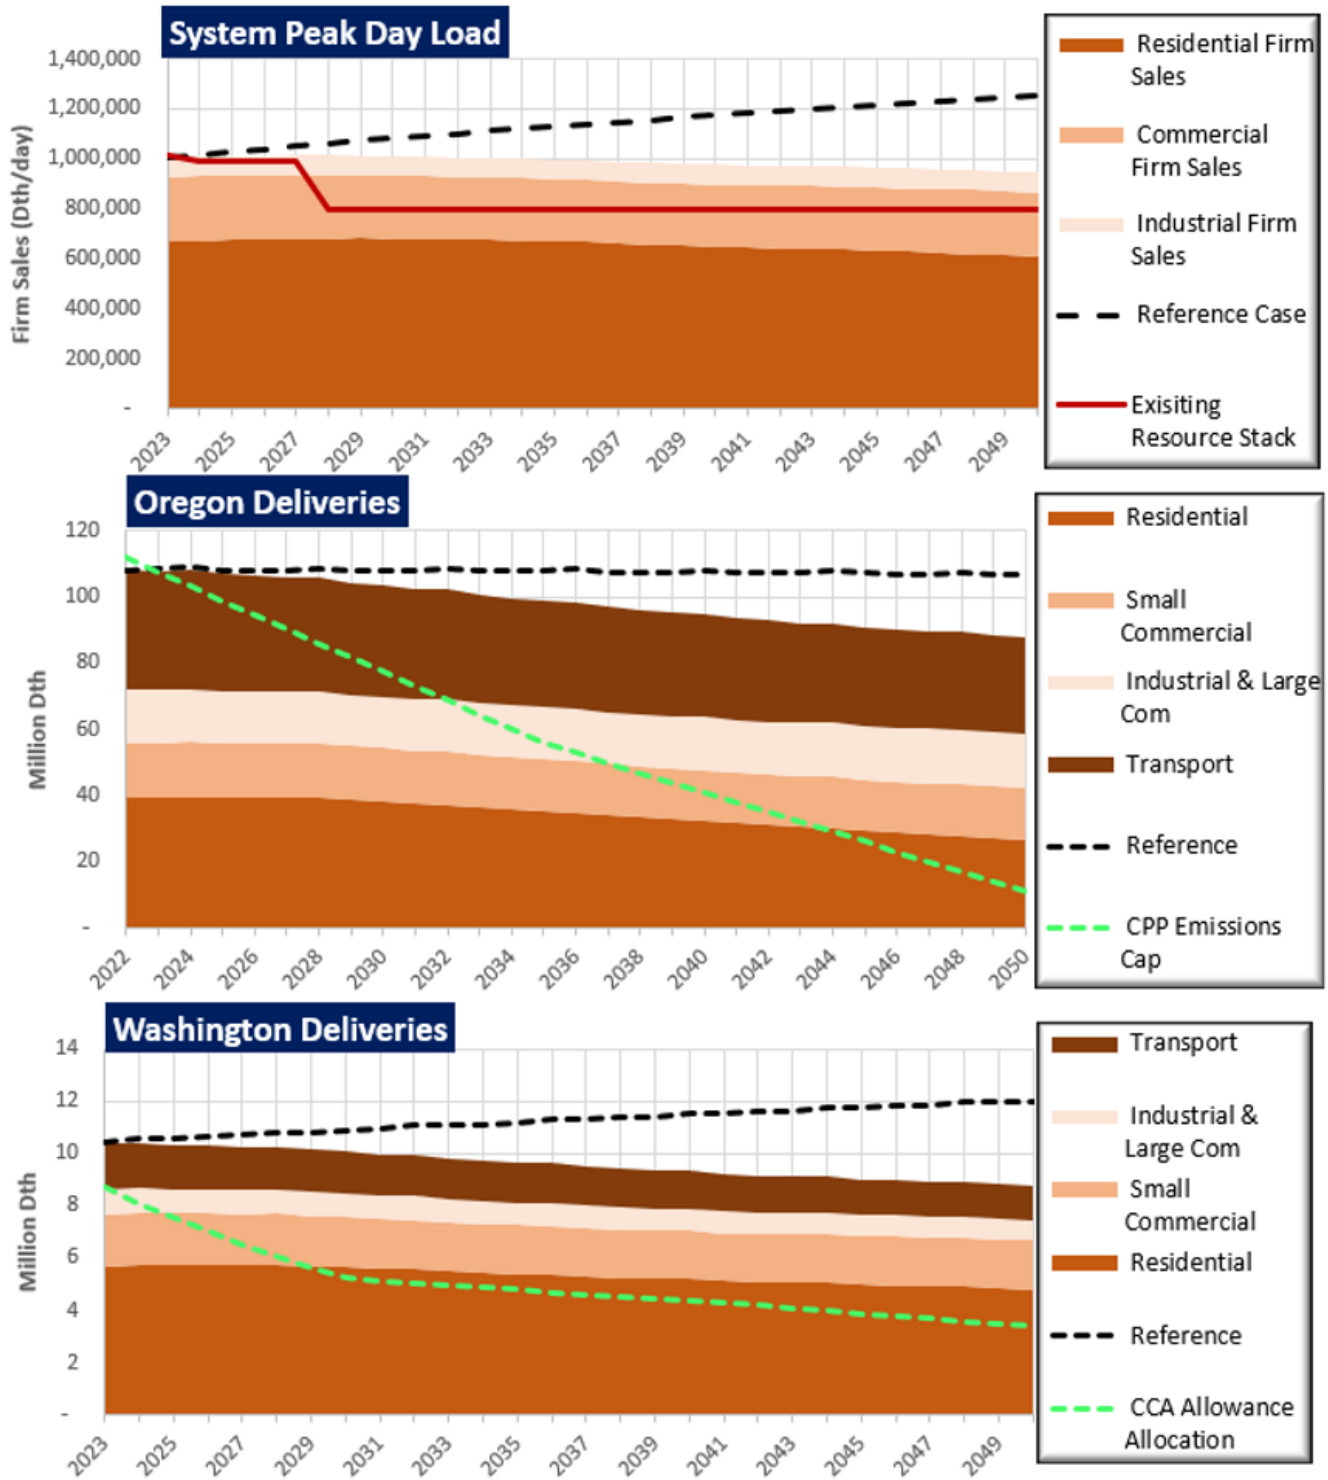 System Peak Day Load
Firm Sales (Dth/day)
1,400,000
1,200,000
1,000,000
800,000
600,000
400,000
200,000
-
2023
2025
2027
2029
2031
2033
2035
2037
2039
2041
2043
2045
2047
2049
Residential Firm
Sales
Commercial
Firm Sales
Industrial Firm
Sales
Reference Case
Exisiting
Resource Stack
Oregon Deliveries
Million Dth
120
100
80
60
40
20
-
2022
2024
2026
2028
2030
2032
2034
2036
2038
2040
2042
2044
2046
2048
2050
Residential
Small
Commercial
Industrial & Large
Com
Transport
Reference
CPP Emissions
Cap
Washington Deliveries
Million Dth
14
12
10
8
6
4
2
-
2023
2025
2027
2029
2031
2033
2035
2037
2039
2041
2043
2045
2047
2049
Transport
Industrial &
Large Com
Small
Commercial
Residential
Reference
CCA Allowance
Allocation